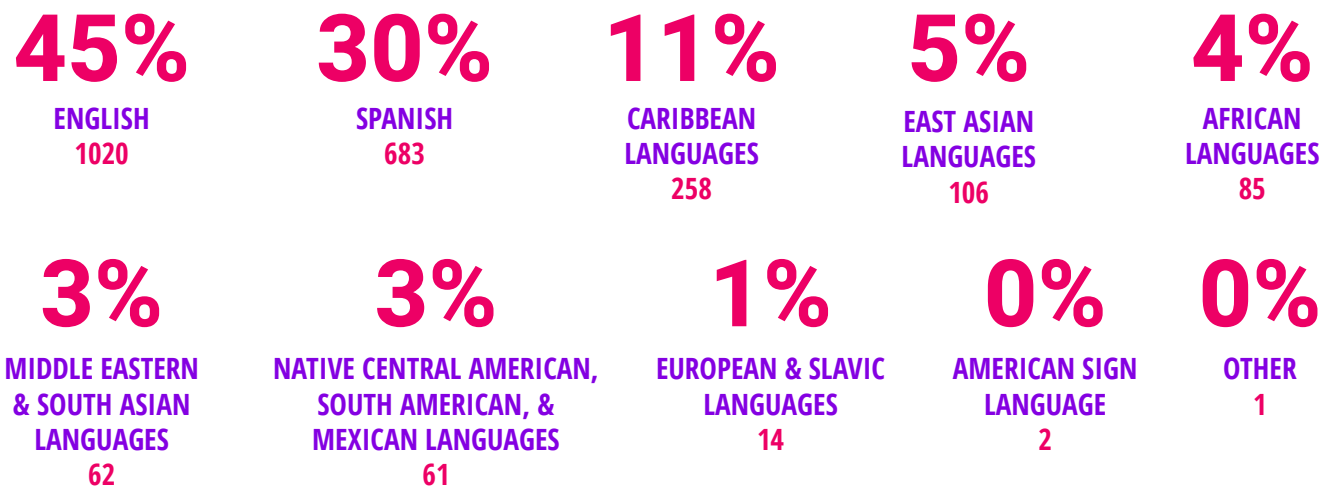 45%
ENGLISH
1020
30%
SPANISH
683
11%
CARIBBEAN
LANGUAGES
258
5%
EAST ASIAN
LANGUAGES
106
4%
AFRICAN
LANGUAGES
85
3%
MIDDLE EASTERN
& SOUTH ASIAN
LANGUAGES
62
3%
NATIVE CENTRAL AMERICAN,
SOUTH AMERICAN, &
MEXICAN LANGUAGES
61
1%
EUROPEAN & SLAVIC
LANGUAGES
14
0%
AMERICAN SIGN
LANGUAGE
2
0%
OTHER
1